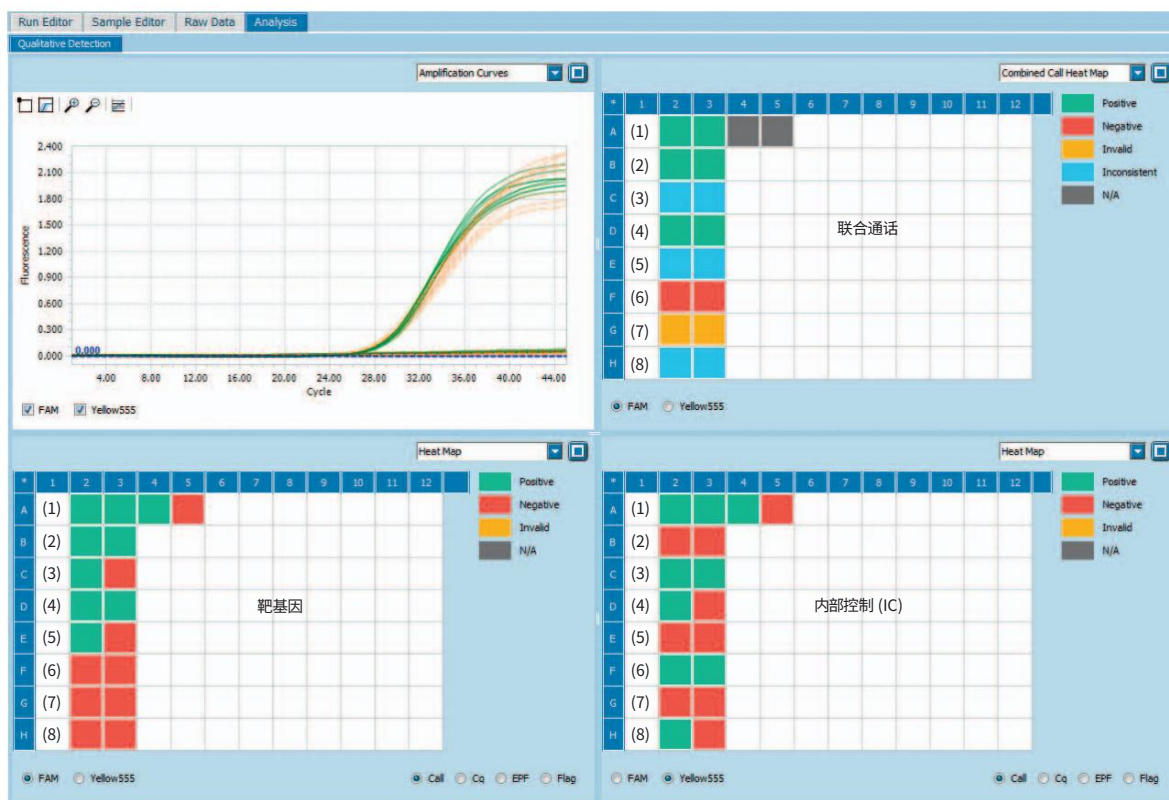 Run Editor Sample Editor Raw Data Analysis
Qualitative Detection
Amplification Curves
2.400
2.100
1.800
1.500
1.200
0.900
0.600
0.300
0.000
Fluorescence
0.000
4.00 8.00 12.00 16.00 20.00 24.00 28.00 32.00 36.00 40.00 44.00
Cycle
FAM Yellow555
Combined Call Heat Map
* 1 2 3 4 5 6 7 8 9 10 11 12
A (1)
B (2)
C (3)
D (4)
E (5)
F (6)
G (7)
H (8)
联合通话
Positive
Negative
Invalid
Inconsistent
N/A
FAM Yellow555
Heat Map
* 1 2 3 4 5 6 7 8 9 10 11 12
A (1)
B (2)
C (3)
D (4)
E (5)
F (6)
G (7)
H (8)
靶基因
Positive
Negative
Invalid
N/A
FAM Yellow555 Call Cq EPF Flag
Heat Map
* 1 2 3 4 5 6 7 8 9 10 11 12
A (1)
B (2)
C (3)
D (4)
E (5)
F (6)
G (7)
H (8)
内部控制 (IC)
Positive
Negative
Invalid
N/A
FAM Yellow555 Call Cq EPF Flag